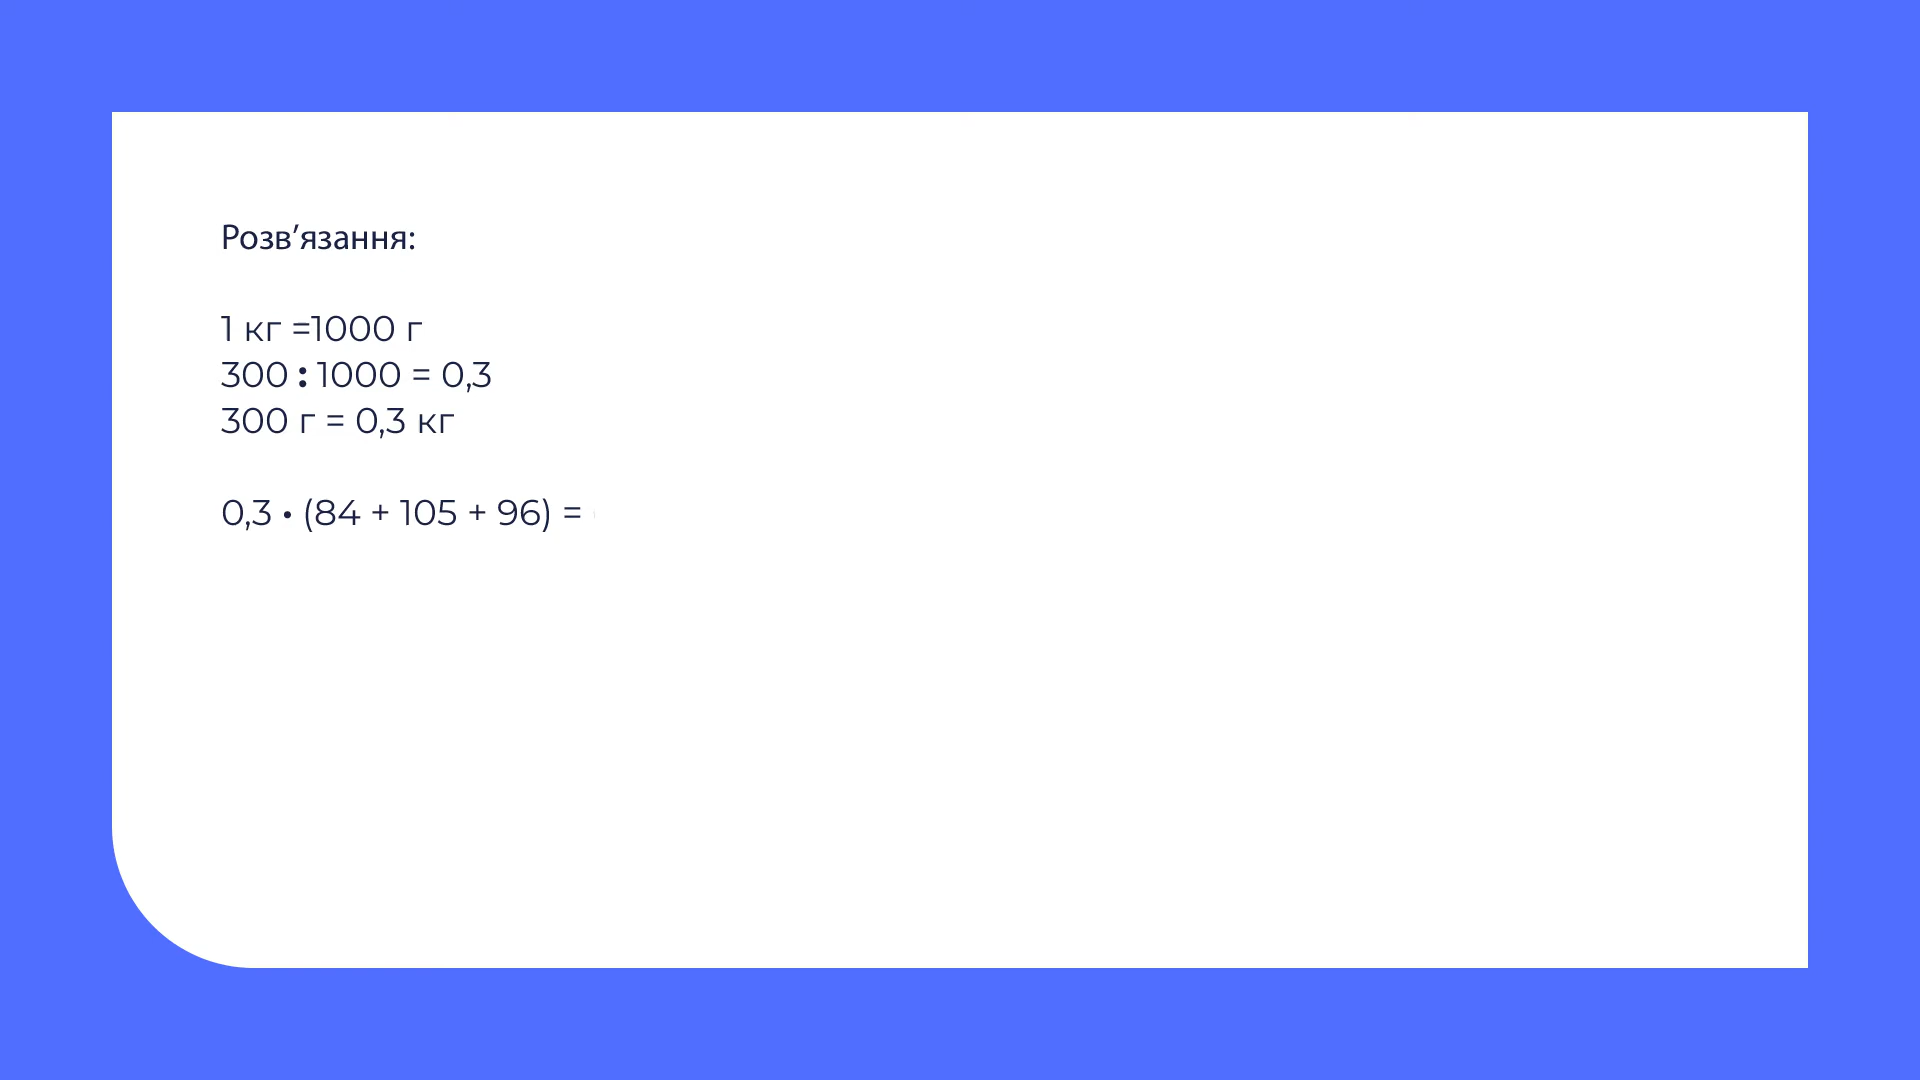 Розв’язання:
1 кг =1000 г
300 : 1000 = 0,3
300 г = 0,3 кг
0,3 • (84 + 105 + 96) =